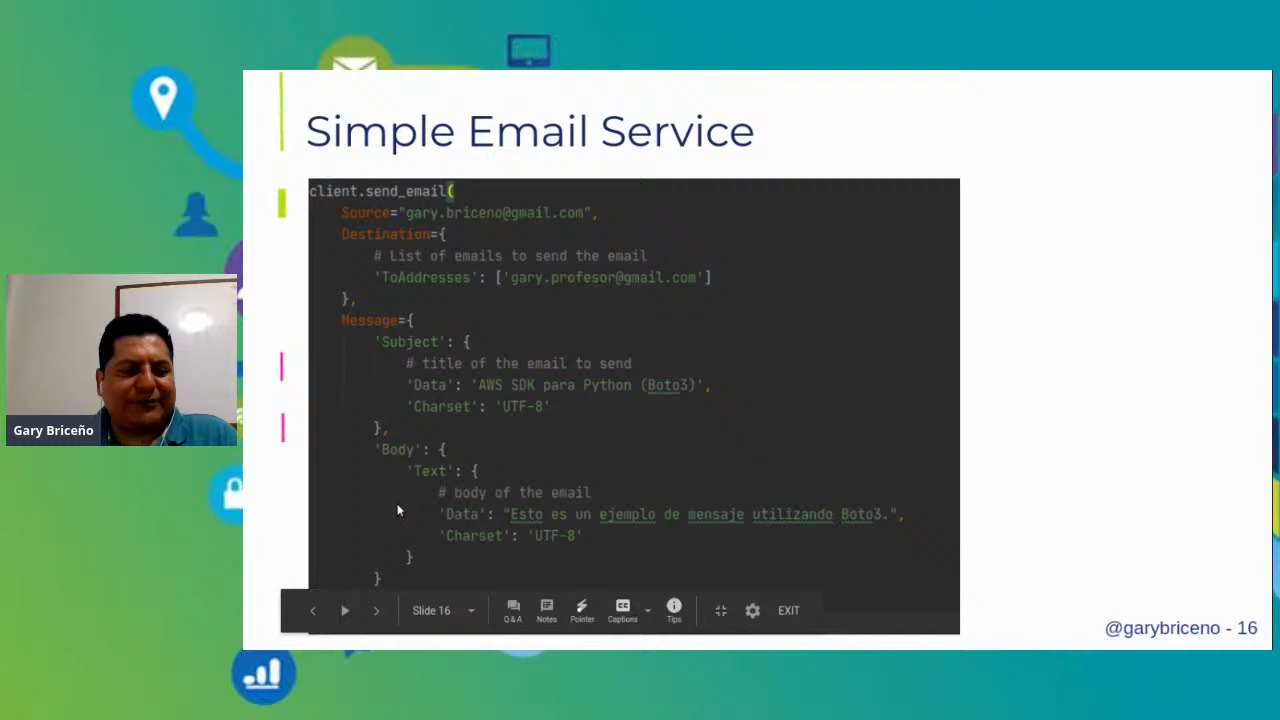 Simple Email Service
client.send_email(
Source="gary.briceno@gmail.com",
Destination={
# List of emails to send the email
'ToAddresses': ['gary.profesor@gmail.com']
},
Message={
'Subject': {
# title of the email to send
'Data': 'AWS SDK para Python (Boto3)',
'Charset': 'UTF-8'
},
'Body': {
'Text': {
# body of the email
'Data': "Esto es un ejemplo de mensaje utilizando Boto3.",
'Charset': 'UTF-8'
}
}
Gary Briceño
Slide 16
Q & A
Notes
Pointer
CC
Captions
Tips
EXIT
@garybriceno - 16